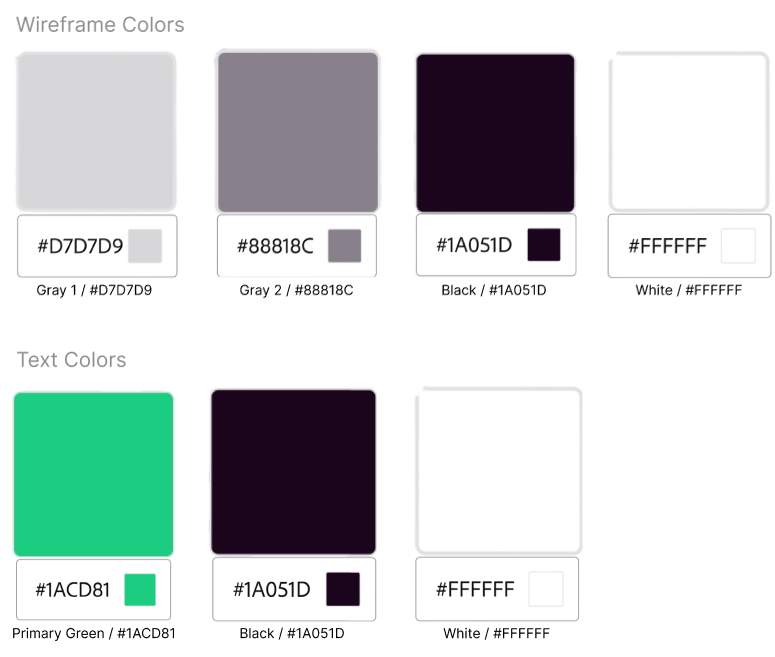 Wireframe Colors
#D7D7D9
#88818C
#1A051D
#FFFFFF
Gray 1 / #D7D7D9
Gray 2 / #88818C
Black / #1A051D
White / #FFFFFF
Text Colors
#1ACD81
#1A051D
#FFFFFF
Primary Green / #1ACD81
Black / #1A051D
White / #FFFFFF